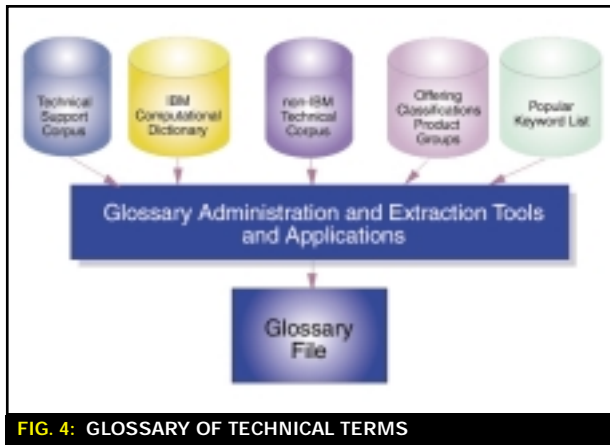 Technical
Support
Corpus
IBM
Computational
Dictionary
non-IBM
Technical
Corpus
Offering
Classifications
Product
Groups
Popular
Keyword List
Glossary Administration and Extraction Tools
and Applications
Glossary
File
FIG. 4: GLOSSARY OF TECHNICAL TERMS